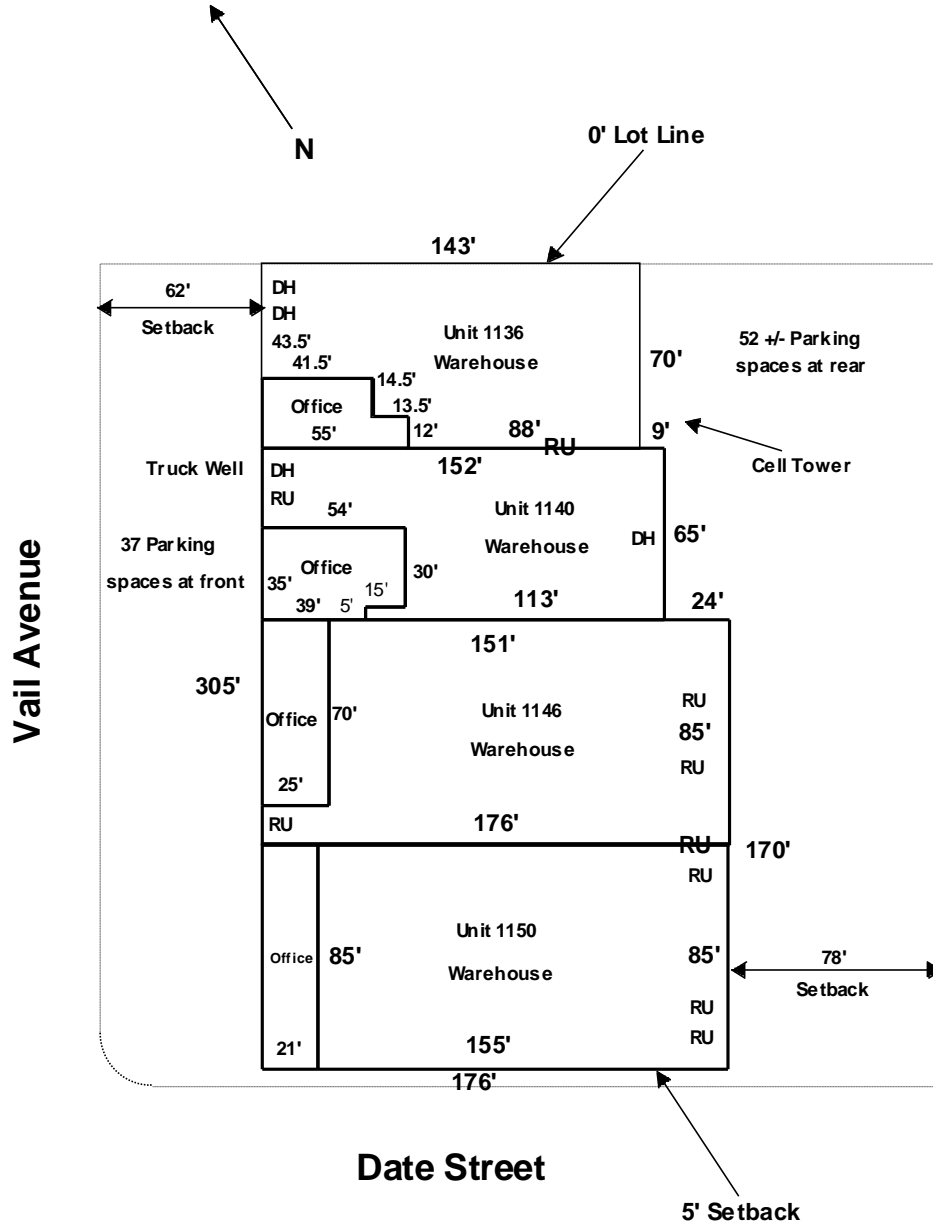 N
0' Lot Line
143'
62'
Setback
DH
DH
43.5'
41.5'
Unit 1136
Warehouse
70'
52 +/- Parking
spaces at rear
14.5'
13.5'
Office
55'
12'
88'
RU
9'
Cell Tower
Truck Well
DH
RU
152'
54'
Unit 1140
Warehouse
DH
65'
37 Parking
spaces at front
Office
35'
30'
15'
39'
5'
113'
24'
Vail Avenue
305'
151'
Office
70'
Unit 1146
Warehouse
RU
85'
RU
25'
RU
176'
RU
170'
RU
Unit 1150
Warehouse
Office
85'
85'
78'
Setback
RU
RU
21'
155'
176'
Date Street
5' Setback